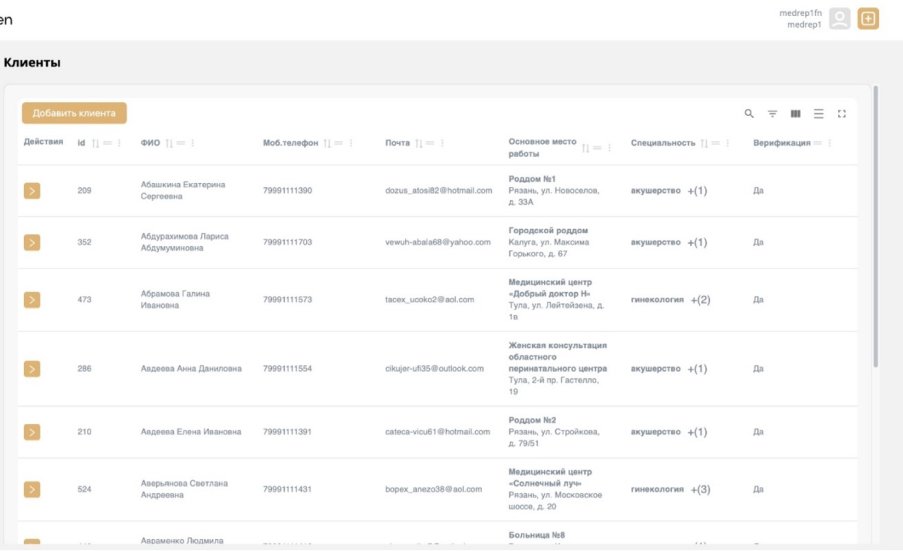 en
medrep1fn
medrep1
Клиенты
Добавить клиента
Действия id ФИО Моб.телефон Почта Основное место работы Специальность Верификация
209 Абашкина Екатерина Сергеевна 79991111390 dozus_atosi82@hotmail.com Роддом №1 Рязань, ул. Новоселов, д. 33А акушерство +(1) Да
352 Абдурахимова Лариса Абдумуминовна 79991111703 vewuh-abala68@yahoo.com Городской роддом Калуга, ул. Максима Горького, д. 67 акушерство +(1) Да
473 Абрамова Галина Ивановна 79991111573 tacex_ucoko2@aol.com Медицинский центр «Добрый доктор Н» Тула, ул. Лейтейзена, д. 1в гинекология +(2) Да
286 Авдеева Анна Даниловна 79991111554 cikujer-ufi35@outlook.com Женская консультация областного перинатального центра Тула, 2-й пр. Гастелло, 19 акушерство +(1) Да
210 Авдеева Елена Ивановна 79991111391 cateca-vicu61@hotmail.com Роддом №2 Рязань, ул. Стройкова, д. 79/51 акушерство +(1) Да
524 Аверьянова Светлана Андреевна 79991111431 bopex_anezo38@aol.com Медицинский центр «Солнечный луч» Рязань, ул. Московское шоссе, д. 20 гинекология +(3) Да
Авраменко Людмила Больница №8